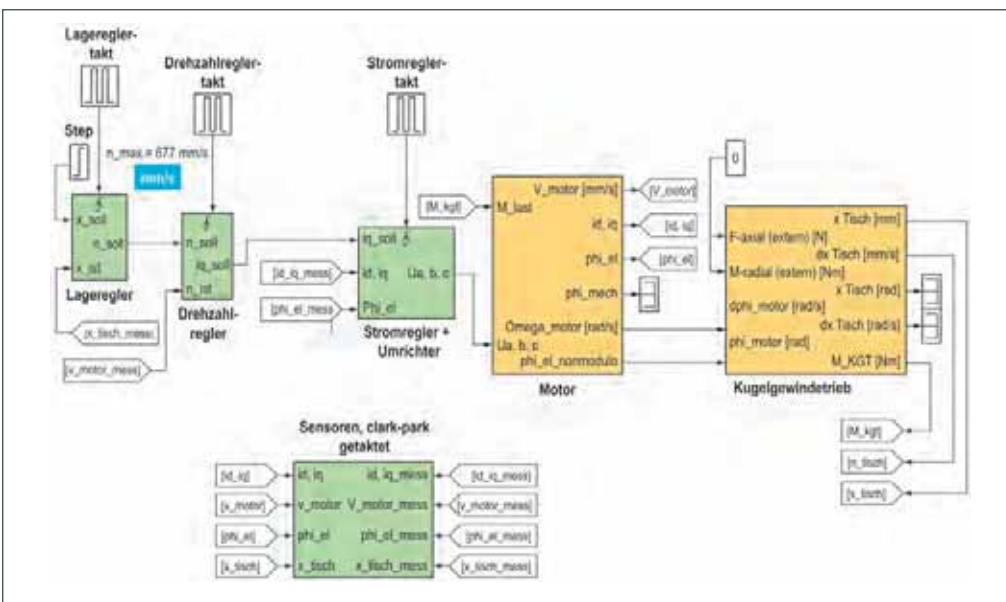 Lageregler-
takt
Drehzahlregler-
takt
Stromregler-
takt
Step
n_max = 677 mm/s
mm/s
x_soll
n_soll
x_ist
Lageregler
[x_tisch_mess]
[v_motor_mess]
n_soll
iq_soll
n_ist
Drehzahl-
regler
[id_iq_mess]
[phi_el_mess
iq_soll
id, iq
Ua, b, c
Phi_el
Stromregler +
Umrichter
[M_kgt]
M_last
V_motor [mm/s]
id, iq
phi_el
phi_mech
Omega_motor [rad/s]
Ua, b, c
phi_el_nonmodulo
Motor
[V_motor]
[id, iq]
[phi_el]
0
x Tisch [mm]
F-axial (extern) [N]
dx Tisch [mm/s]
M-radial (extern) [Nm]
x Tisch [rad]
dphi_motor [rad/s]
dx Tisch [rad/s]
phi_motor [rad]
M_KGT [Nm]
Kugelgewindetrieb
[M_kgt]
[n_tisch]
[x_tisch]
Sensoren, clark-park
getaktet
[id_iq]
id, iq
id, iq_mess
[id_iq_mess]
[v_motor]
v_motor
V_motor_mess
[v_motor_mess]
[phi_el]
phi_el
phi_el_mess
[phi_el_mess]
[x_tisch]
x_tisch
x_tisch_mess
[x_tisch_mess]